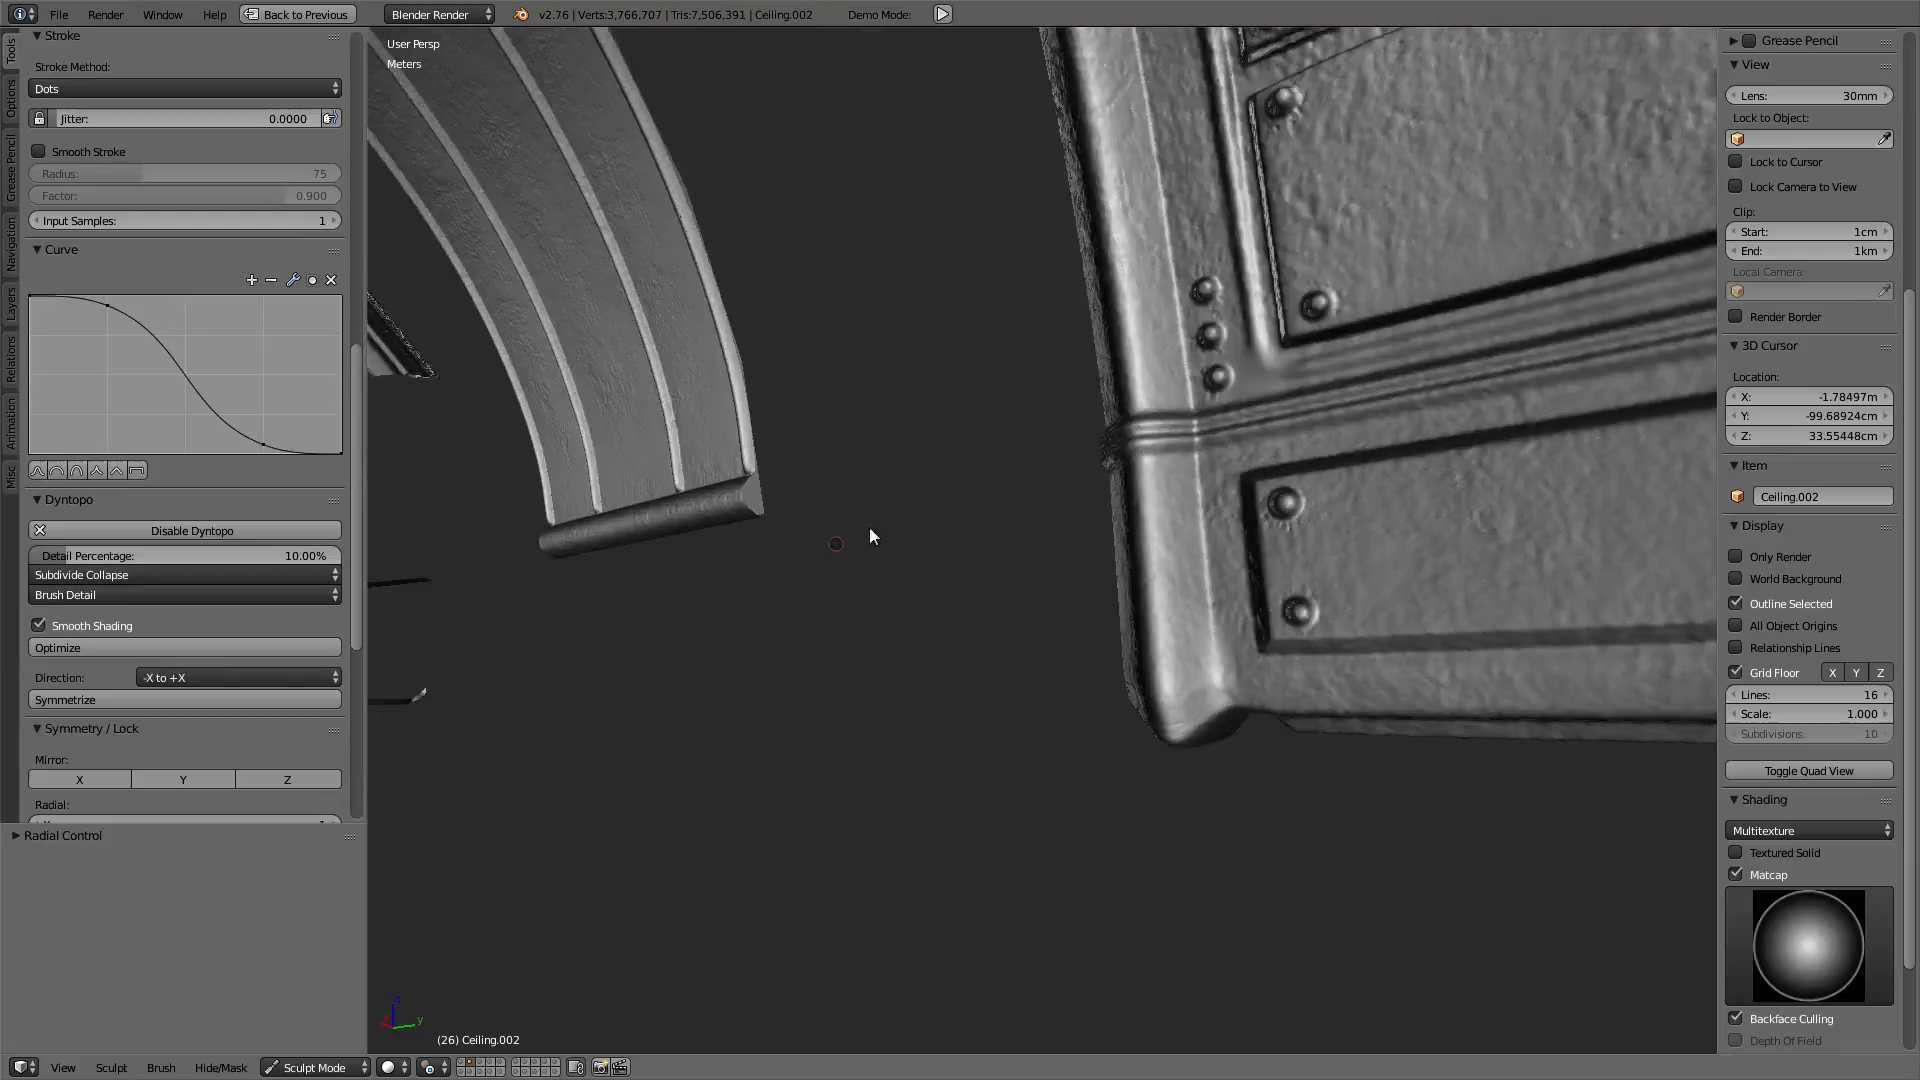 File Render Window Help Back to Previous Blender Render v2.76 | Verts:3,766,707 | Tris:7,506,391 | Ceiling.002 Demo Mode:
Tools
Options
Grease Pencil
Navigation
Layers
Relations
Animation
Misc
Stroke
Stroke Method:
Dots
Jitter: 0.0000
Smooth Stroke
Radius: 75
Factor: 0.900
Input Samples: 1
Curve
Dyntopo
Disable Dyntopo
Detail Percentage: 10.00%
Subdivide Collapse
Brush Detail
Smooth Shading
Optimize
Direction: -X to +X
Symmetrize
Symmetry / Lock
Mirror:
X Y Z
Radial:
Radial Control
User Persp
Meters
z
x y
(26) Ceiling.002
Grease Pencil
View
Lens: 30mm
Lock to Object:
Lock to Cursor
Lock Camera to View
Clip:
Start: 1cm
End: 1km
Local Camera:
Render Border
3D Cursor
Location:
X: -1.78497m
Y: -99.68924cm
Z: 33.55448cm
Item
Ceiling.002
Display
Only Render
World Background
Outline Selected
All Object Origins
Relationship Lines
Grid Floor X Y Z
Lines: 16
Scale: 1.000
Subdivisions: 10
Toggle Quad View
Shading
Multitexture
Textured Solid
Matcap
Backface Culling
Depth Of Field
View Sculpt Brush Hide/Mask Sculpt Mode